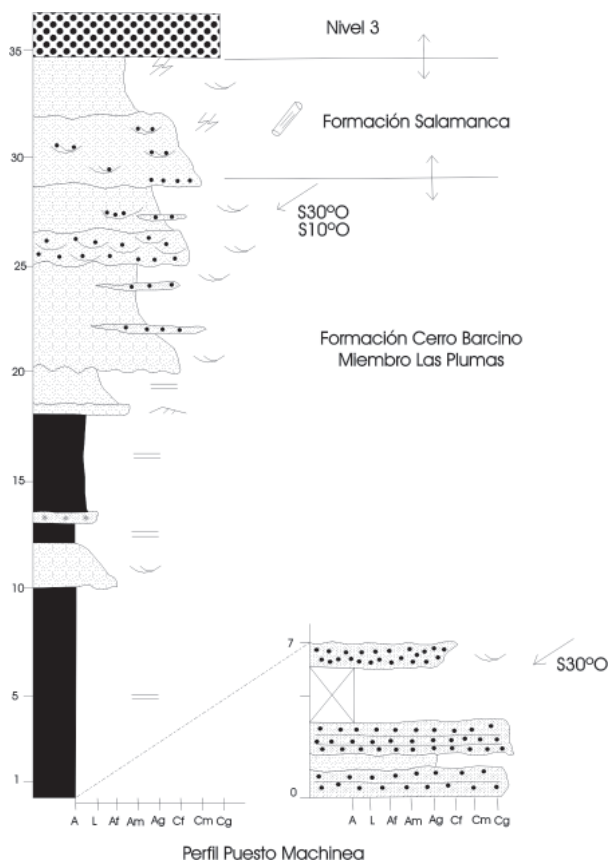 35
Nivel 3
Formación Salamanca
30
S30ºO
S10ºO
25
Formación Cerro Barcino
Miembro Las Plumas
20
15
10
7
S30ºO
5
1
0
A L Af Am Ag Cf Cm Cg
A L Af Am Ag Cf Cm Cg
Perfil Puesto Machinea